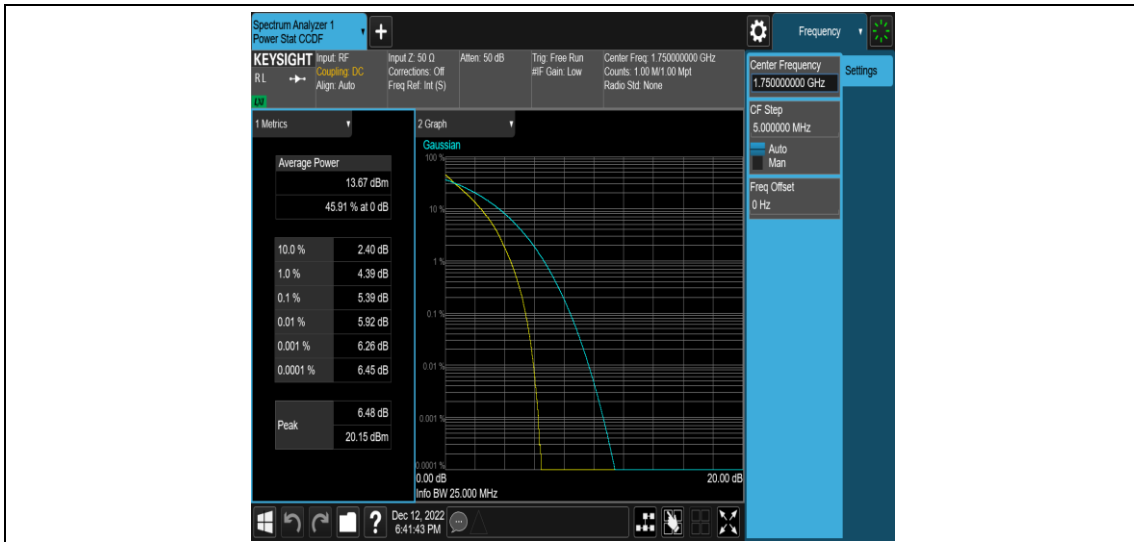 Spectrum Analyzer 1
Power Stat CCDF
Frequency
KEYSIGHT
RL
LXI
Input: RF
Coupling: DC
Align: Auto
Input Z: 50 Ω
Corrections: Off
Freq Ref: Int (S)
Atten: 50 dB
Trig: Free Run
#IF Gain: Low
Center Freq: 1.750000000 GHz
Counts: 1.00 M/1.00 Mpt
Radio Std: None
Center Frequency
1.750000000 GHz
Settings
CF Step
5.000000 MHz
Auto
Man
Freq Offset
0 Hz
1 Metrics
Average Power
13.67 dBm
45.91 % at 0 dB
10.0 % 2.40 dB
1.0 % 4.39 dB
0.1 % 5.39 dB
0.01 % 5.92 dB
0.001 % 6.26 dB
0.0001 % 6.45 dB
Peak
6.48 dB
20.15 dBm
2 Graph
Gaussian
100 %
10 %
1 %
0.1 %
0.01 %
0.001 %
0.0001 %
0.00 dB 20.00 dB
Info BW 25.000 MHz
Dec 12, 2022
6:41:43 PM